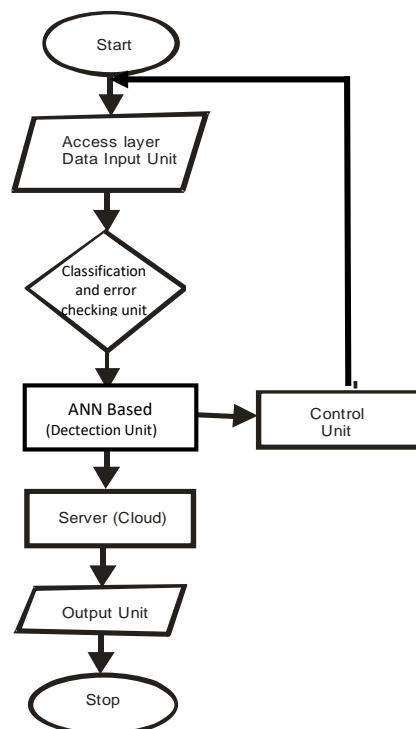 Start
Access layer
Data Input Unit
Classification
and error
checking unit
ANN Based
(Dectection Unit)
Control
Unit
Server (Cloud)
Output Unit
Stop